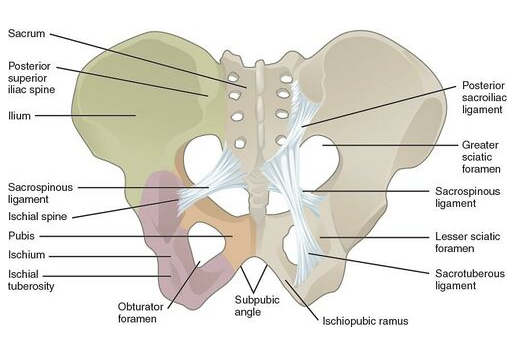 Sacrum
Posterior
superior
iliac spine
Ilium
Sacrospinous
ligament
Ischial spine
Pubis
Ischium
Ischial
tuberosity
Obturator
foramen
Subpubic
angle
Ischiopubic ramus
Posterior
sacroiliac
ligament
Greater
sciatic
foramen
Sacrospinous
ligament
Lesser sciatic
foramen
Sacrotuberous
ligament